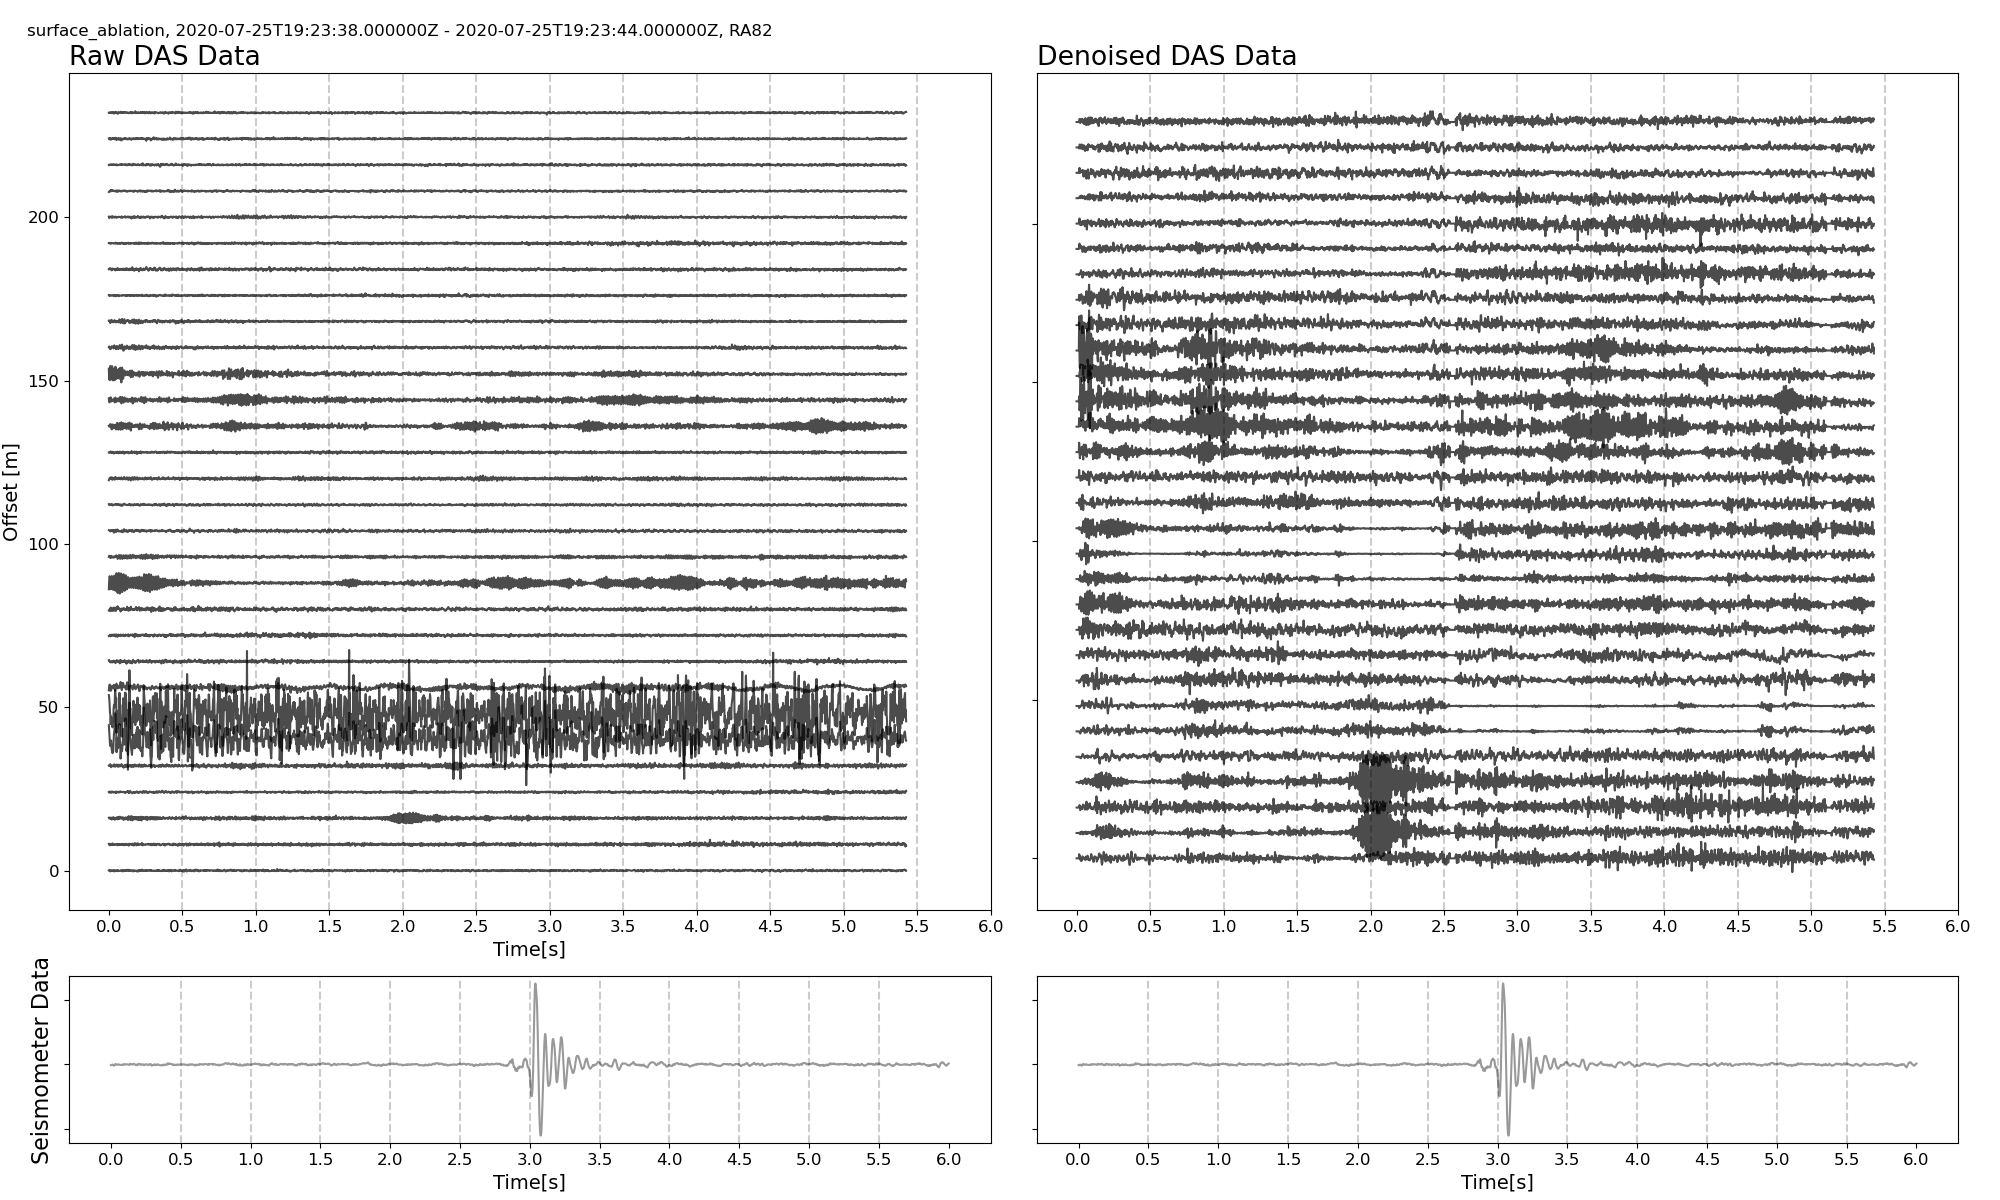 surface_ablation, 2020-07-25T19:23:38.000000Z - 2020-07-25T19:23:44.000000Z, RA82
Raw DAS Data
Denoised DAS Data
Offset [m]
200
150
100
50
0
0.0 0.5 1.0 1.5 2.0 2.5 3.0 3.5 4.0 4.5 5.0 5.5 6.0
Time[s]
0.0 0.5 1.0 1.5 2.0 2.5 3.0 3.5 4.0 4.5 5.0 5.5 6.0
Seismometer Data
0.0 0.5 1.0 1.5 2.0 2.5 3.0 3.5 4.0 4.5 5.0 5.5 6.0
Time[s]
0.0 0.5 1.0 1.5 2.0 2.5 3.0 3.5 4.0 4.5 5.0 5.5 6.0
Time[s]